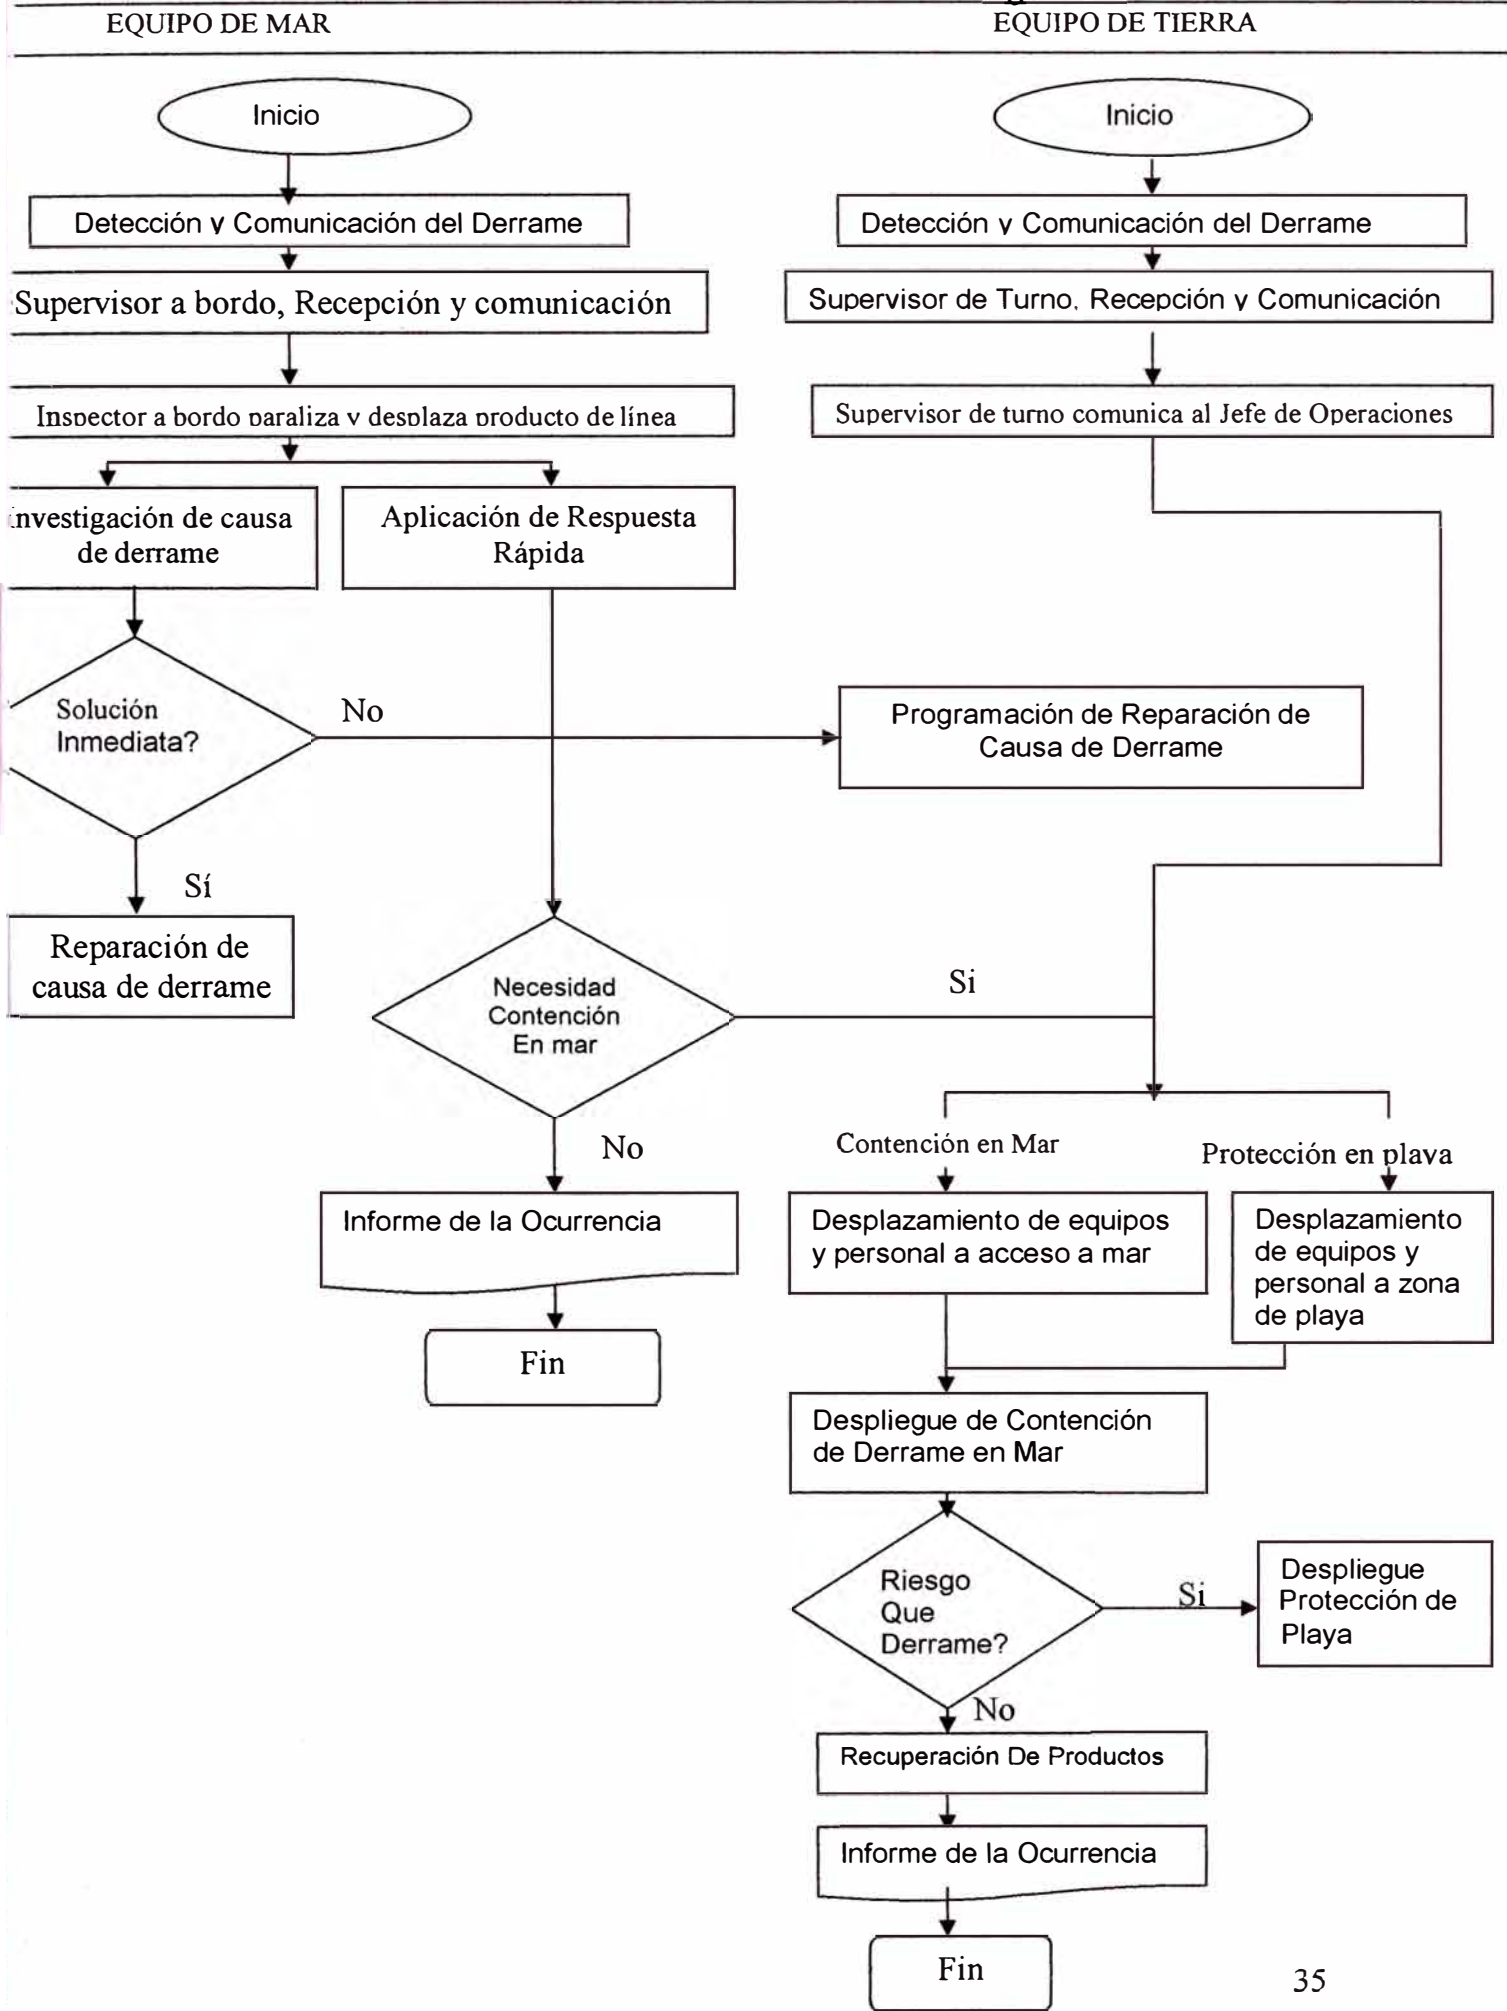 EQUIPO DE MAR
EQUIPO DE TIERRA
Inicio
Inicio
Detección y Comunicación del Derrame
Detección y Comunicación del Derrame
Supervisor a bordo, Recepción y comunicación
Supervisor de Turno, Recepción y Comunicación
Inspector a bordo paraliza y desplaza producto de línea
Supervisor de turno comunica al Jefe de Operaciones
Investigación de causa
de derrame
Aplicación de Respuesta
Rápida
Solución
Inmediata?
No
Programación de Reparación de
Causa de Derrame
Sí
Reparación de
causa de derrame
Necesidad
Contención
En mar
Si
No
Contención en Mar
Protección en playa
Informe de la Ocurrencia
Desplazamiento de equipos
y personal a acceso a mar
Desplazamiento
de equipos y
personal a zona
de playa
Fin
Despliegue de Contención
de Derrame en Mar
Riesgo
Que
Derrame?
Si
Despliegue
Protección de
Playa
No
Recuperación De Productos
Informe de la Ocurrencia
Fin
35